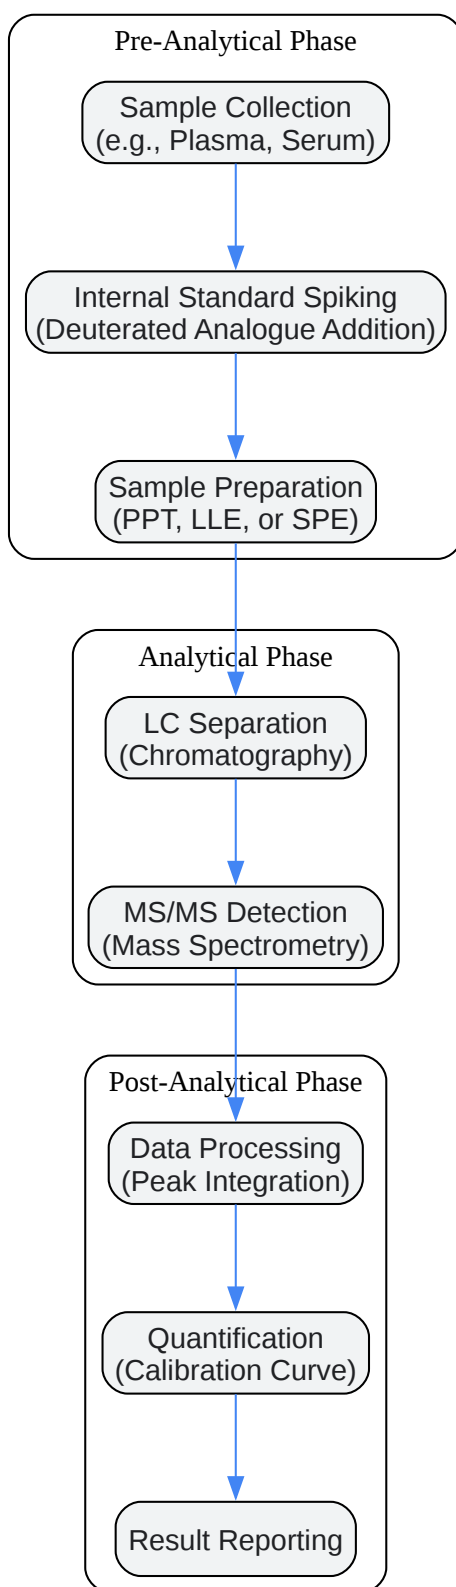 Pre-Analytical Phase
Sample Collection
(e.g., Plasma, Serum)
Internal Standard Spiking
(Deuterated Analogue Addition)
Sample Preparation
(PPT, LLE, or SPE)
Analytical Phase
LC Separation
(Chromatography)
MS/MS Detection
(Mass Spectrometry)
Post-Analytical Phase
Data Processing
(Peak Integration)
Quantification
(Calibration Curve)
Result Reporting